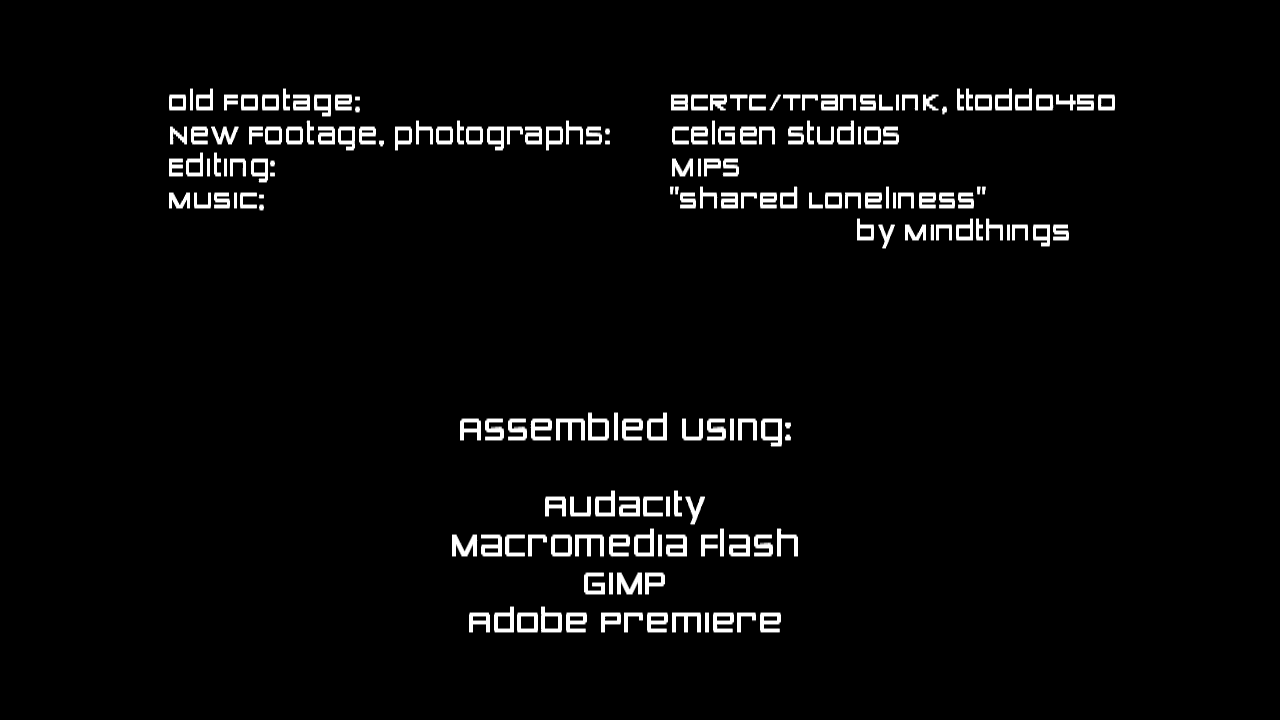 Old Footage: BCRTC/TransLink, ttodd0450
New Footage, photographs: Celgen Studios
Editing: MIPS
Music: "Shared Loneliness"
by Mindthings
Assembled using:
Audacity
Macromedia Flash
GIMP
Adobe Premiere